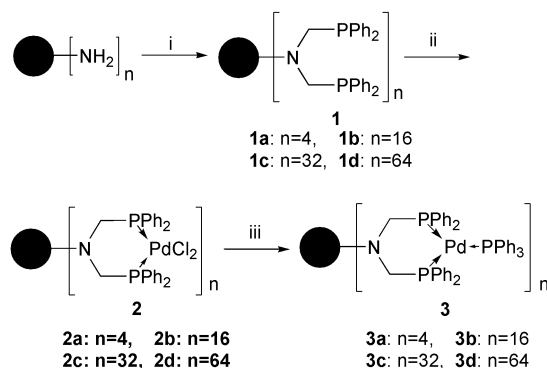 NH2 n
i
N PPh2 PPh2 n
ii
1
1a: n=4, 1b: n=16
1c: n=32, 1d: n=64
N PPh2 PdCl2 PPh2 n
iii
N PPh2 Pd PPh3 PPh2 n
2
2a: n=4, 2b: n=16
2c: n=32, 2d: n=64
3
3a: n=4, 3b: n=16
3c: n=32, 3d: n=64